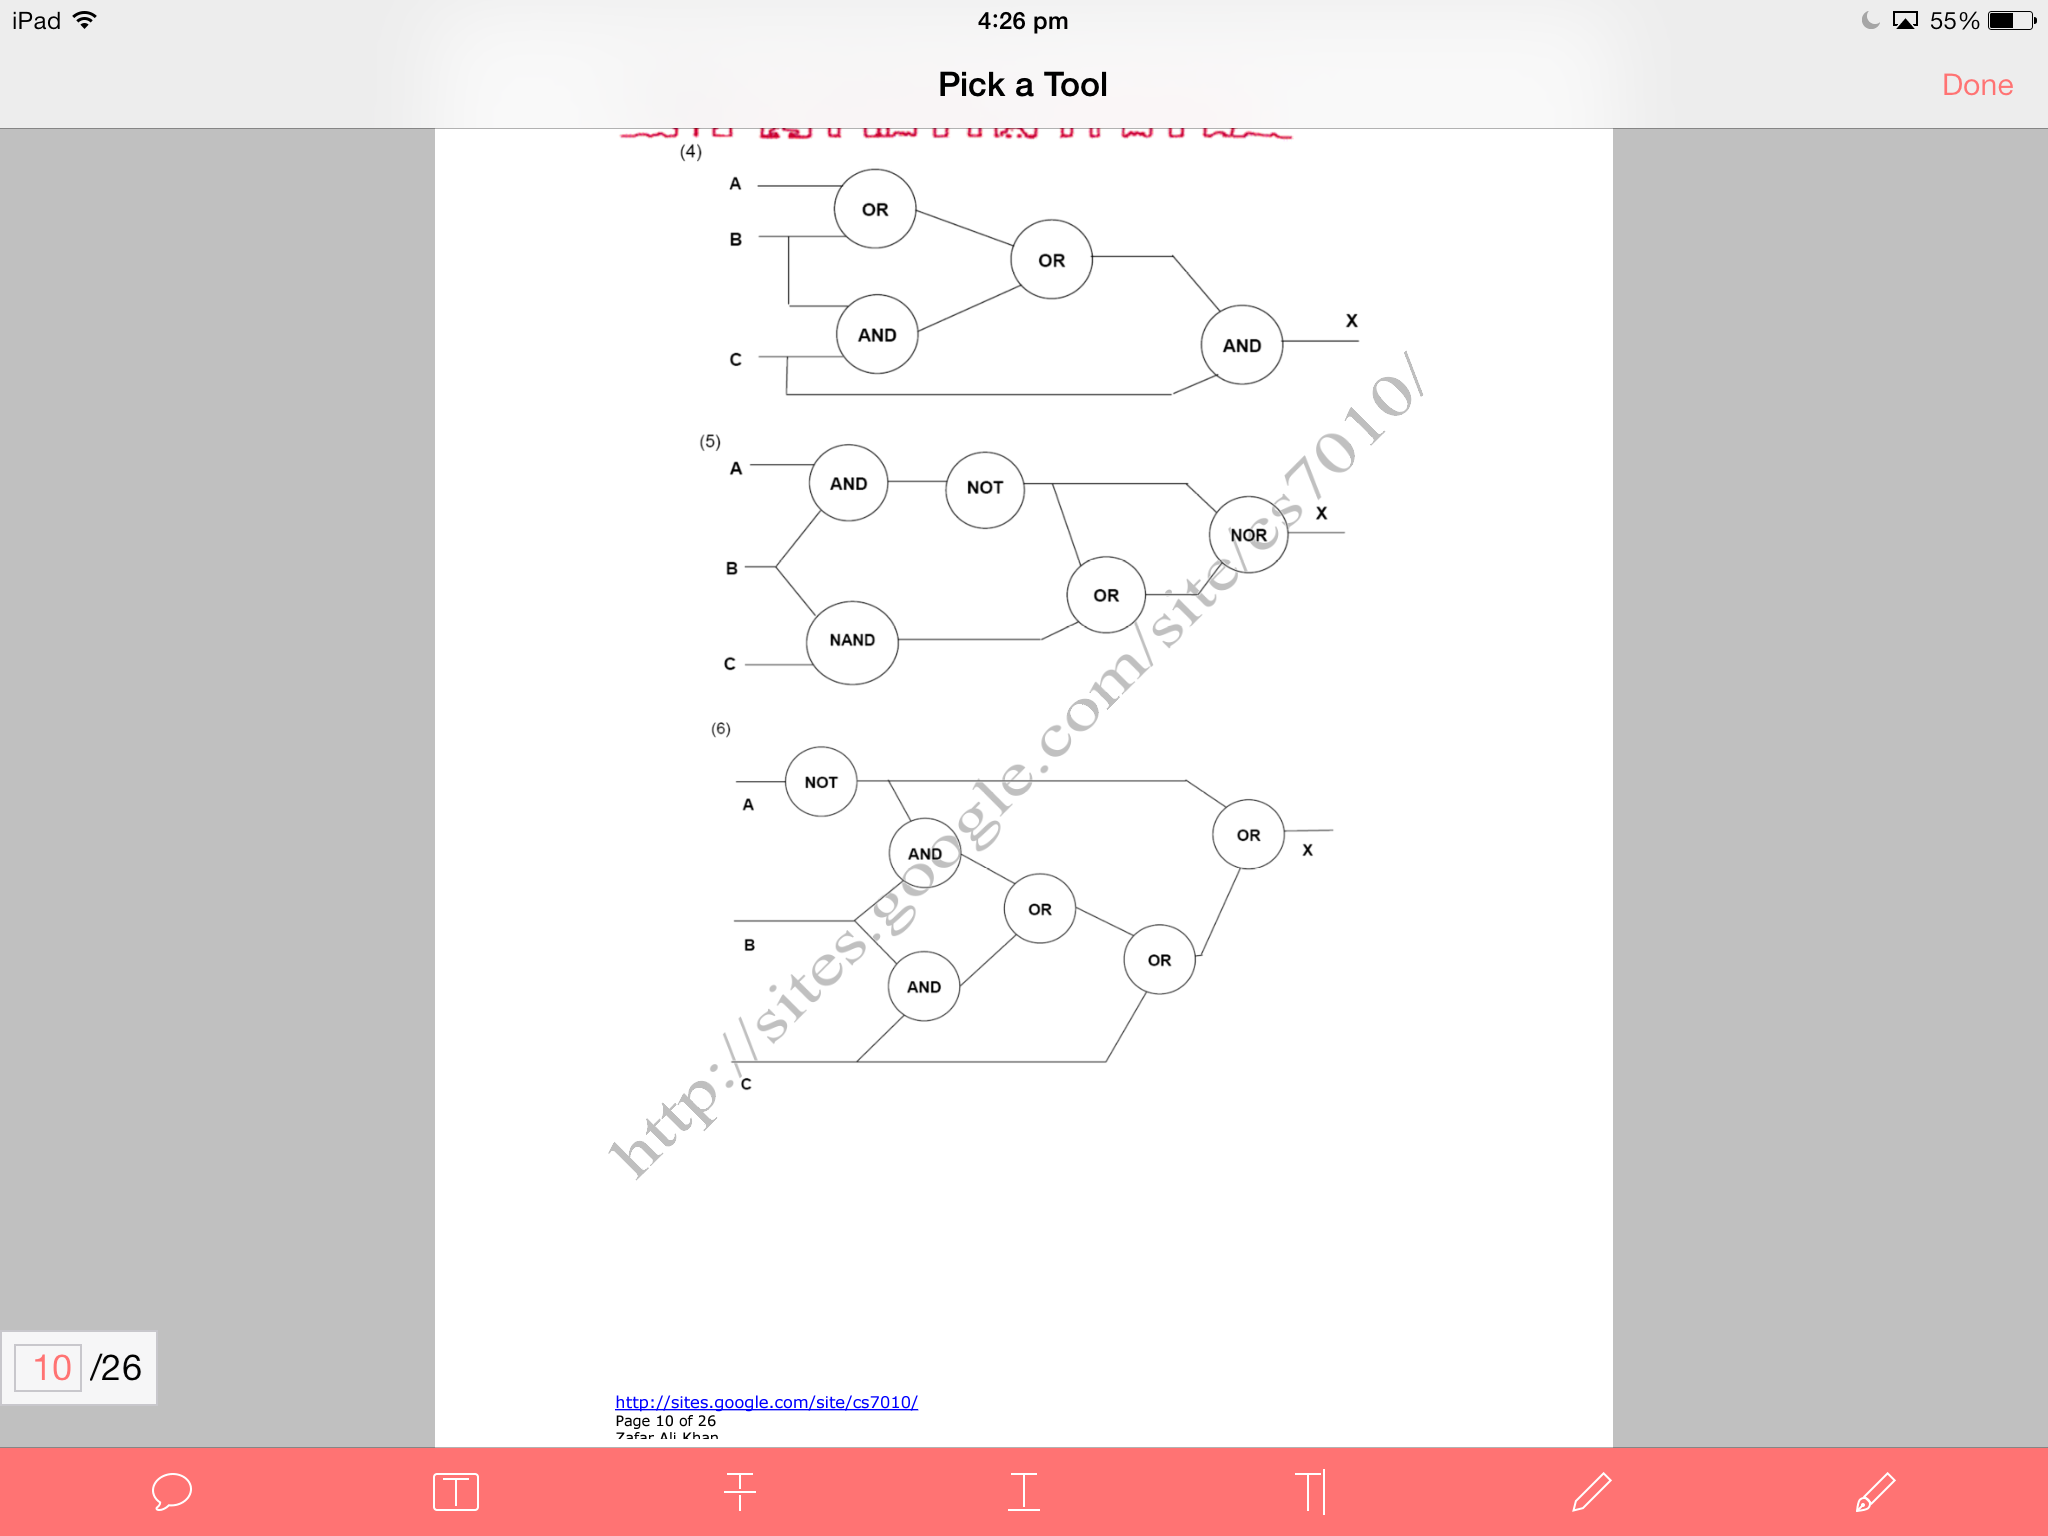 iPad 4:26 pm 55%
Pick a Tool Done
(4)
A
OR
B
OR
AND
X
C
AND
(5)
A
AND NOT
X
NOR
B
OR
NAND
C
(6)
NOT
A
OR
X
AND
OR
B
OR
AND
C
http://sites.google.com/site/cs7010/
10 /26
http://sites.google.com/site/cs7010/
Page 10 of 26
Zafar Ali Khan